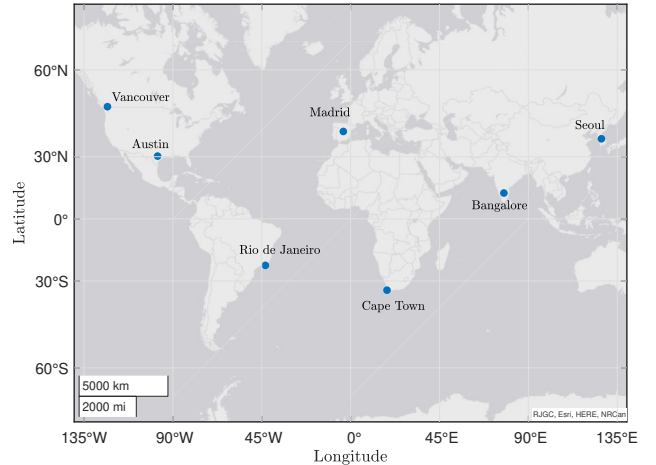 60°N
Vancouver
Madrid
Seoul
Austin
30°N
Bangalore
Latitude
0°
Rio de Janeiro
30°S
Cape Town
60°S
5000 km
2000 mi
RJGC, Esri, HERE, NRCan
135°W 90°W 45°W 0° 45°E 90°E 135°E
Longitude